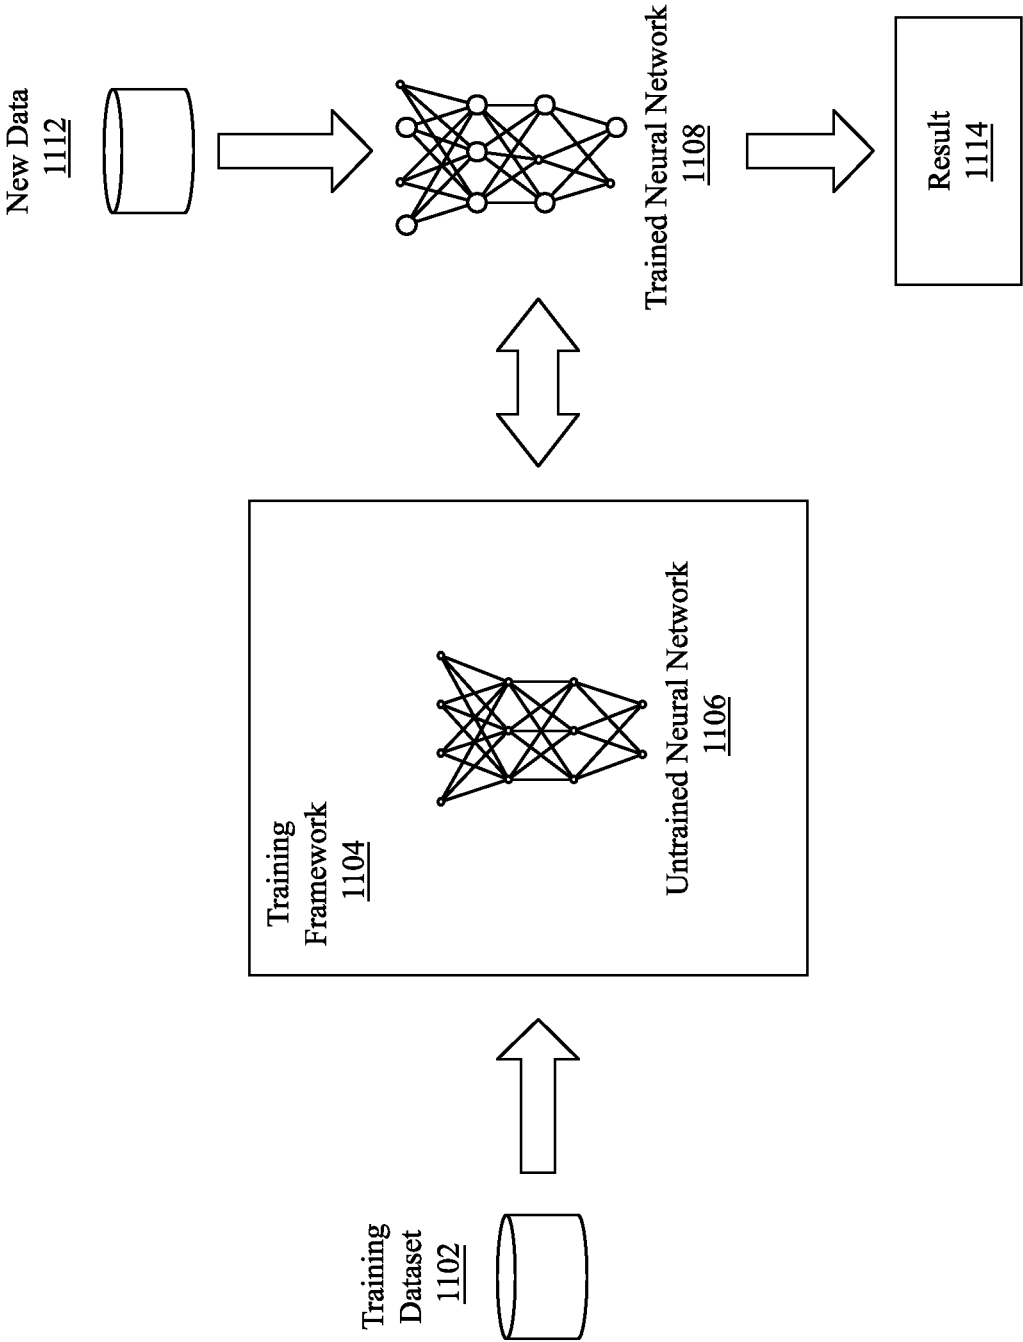 Training
Dataset
1102
Training
Framework
1104
Untrained Neural Network
1106
New Data
1112
Trained Neural Network
1108
Result
1114